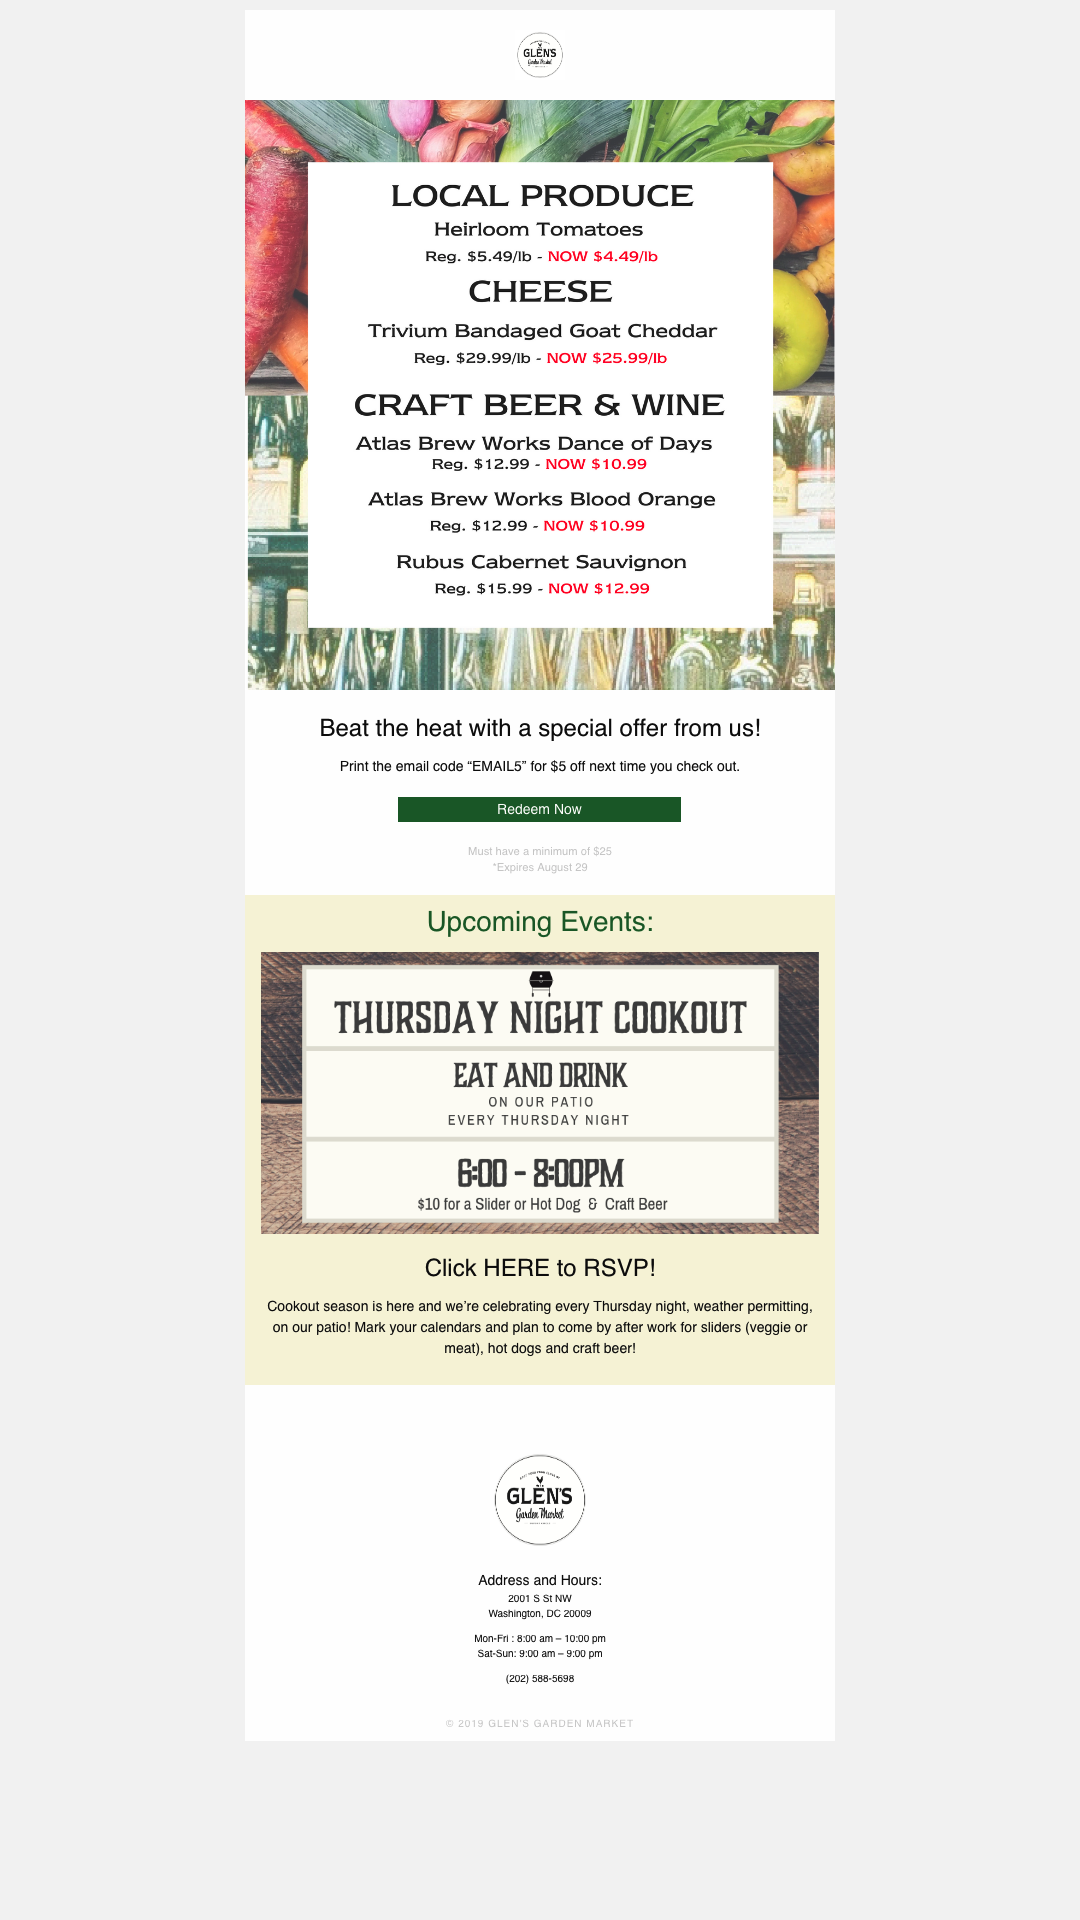 GLEN'S
Garden Market
LOCAL PRODUCE
Heirloom Tomatoes
Reg. $5.49/lb - NOW $4.49/lb
CHEESE
Trivium Bandaged Goat Cheddar
Reg. $29.99/lb - NOW $25.99/lb
CRAFT BEER & WINE
Atlas Brew Works Dance of Days
Reg. $12.99 - NOW $10.99
Atlas Brew Works Blood Orange
Reg. $12.99 - NOW $10.99
Rubus Cabernet Sauvignon
Reg. $15.99 - NOW $12.99
Beat the heat with a special offer from us!
Print the email code “EMAIL5” for $5 off next time you check out.
Redeem Now
Must have a minimum of $25
*Expires August 29
Upcoming Events:
THURSDAY NIGHT COOKOUT
EAT AND DRINK
ON OUR PATIO
EVERY THURSDAY NIGHT
6:00 - 8:00PM
$10 for a Slider or Hot Dog & Craft Beer
Click HERE to RSVP!
Cookout season is here and we’re celebrating every Thursday night, weather permitting,
on our patio! Mark your calendars and plan to come by after work for sliders (veggie or
meat), hot dogs and craft beer!
GLEN'S
Garden Market
Address and Hours:
2001 S St NW
Washington, DC 20009
Mon-Fri : 8:00 am – 10:00 pm
Sat-Sun: 9:00 am – 9:00 pm
(202) 588-5698
© 2019 GLEN'S GARDEN MARKET